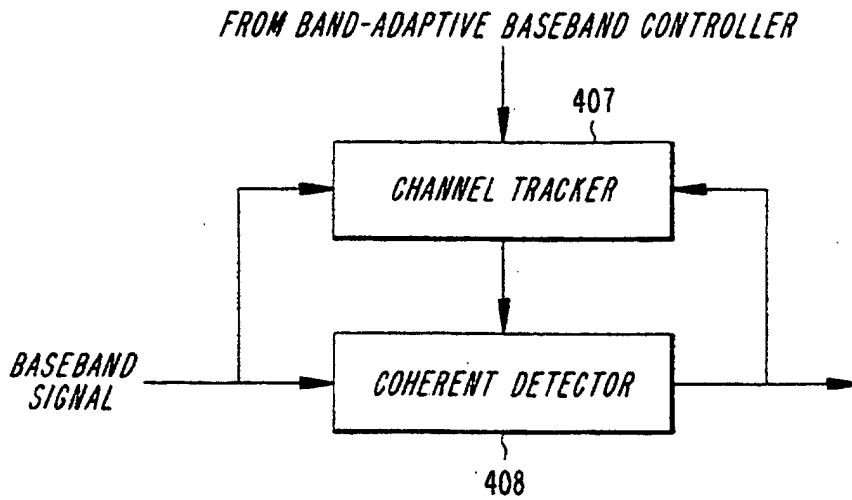 FROM BAND-ADAPTIVE BASEBAND CONTROLLER
407
CHANNEL TRACKER
BASEBAND
SIGNAL
COHERENT DETECTOR
408